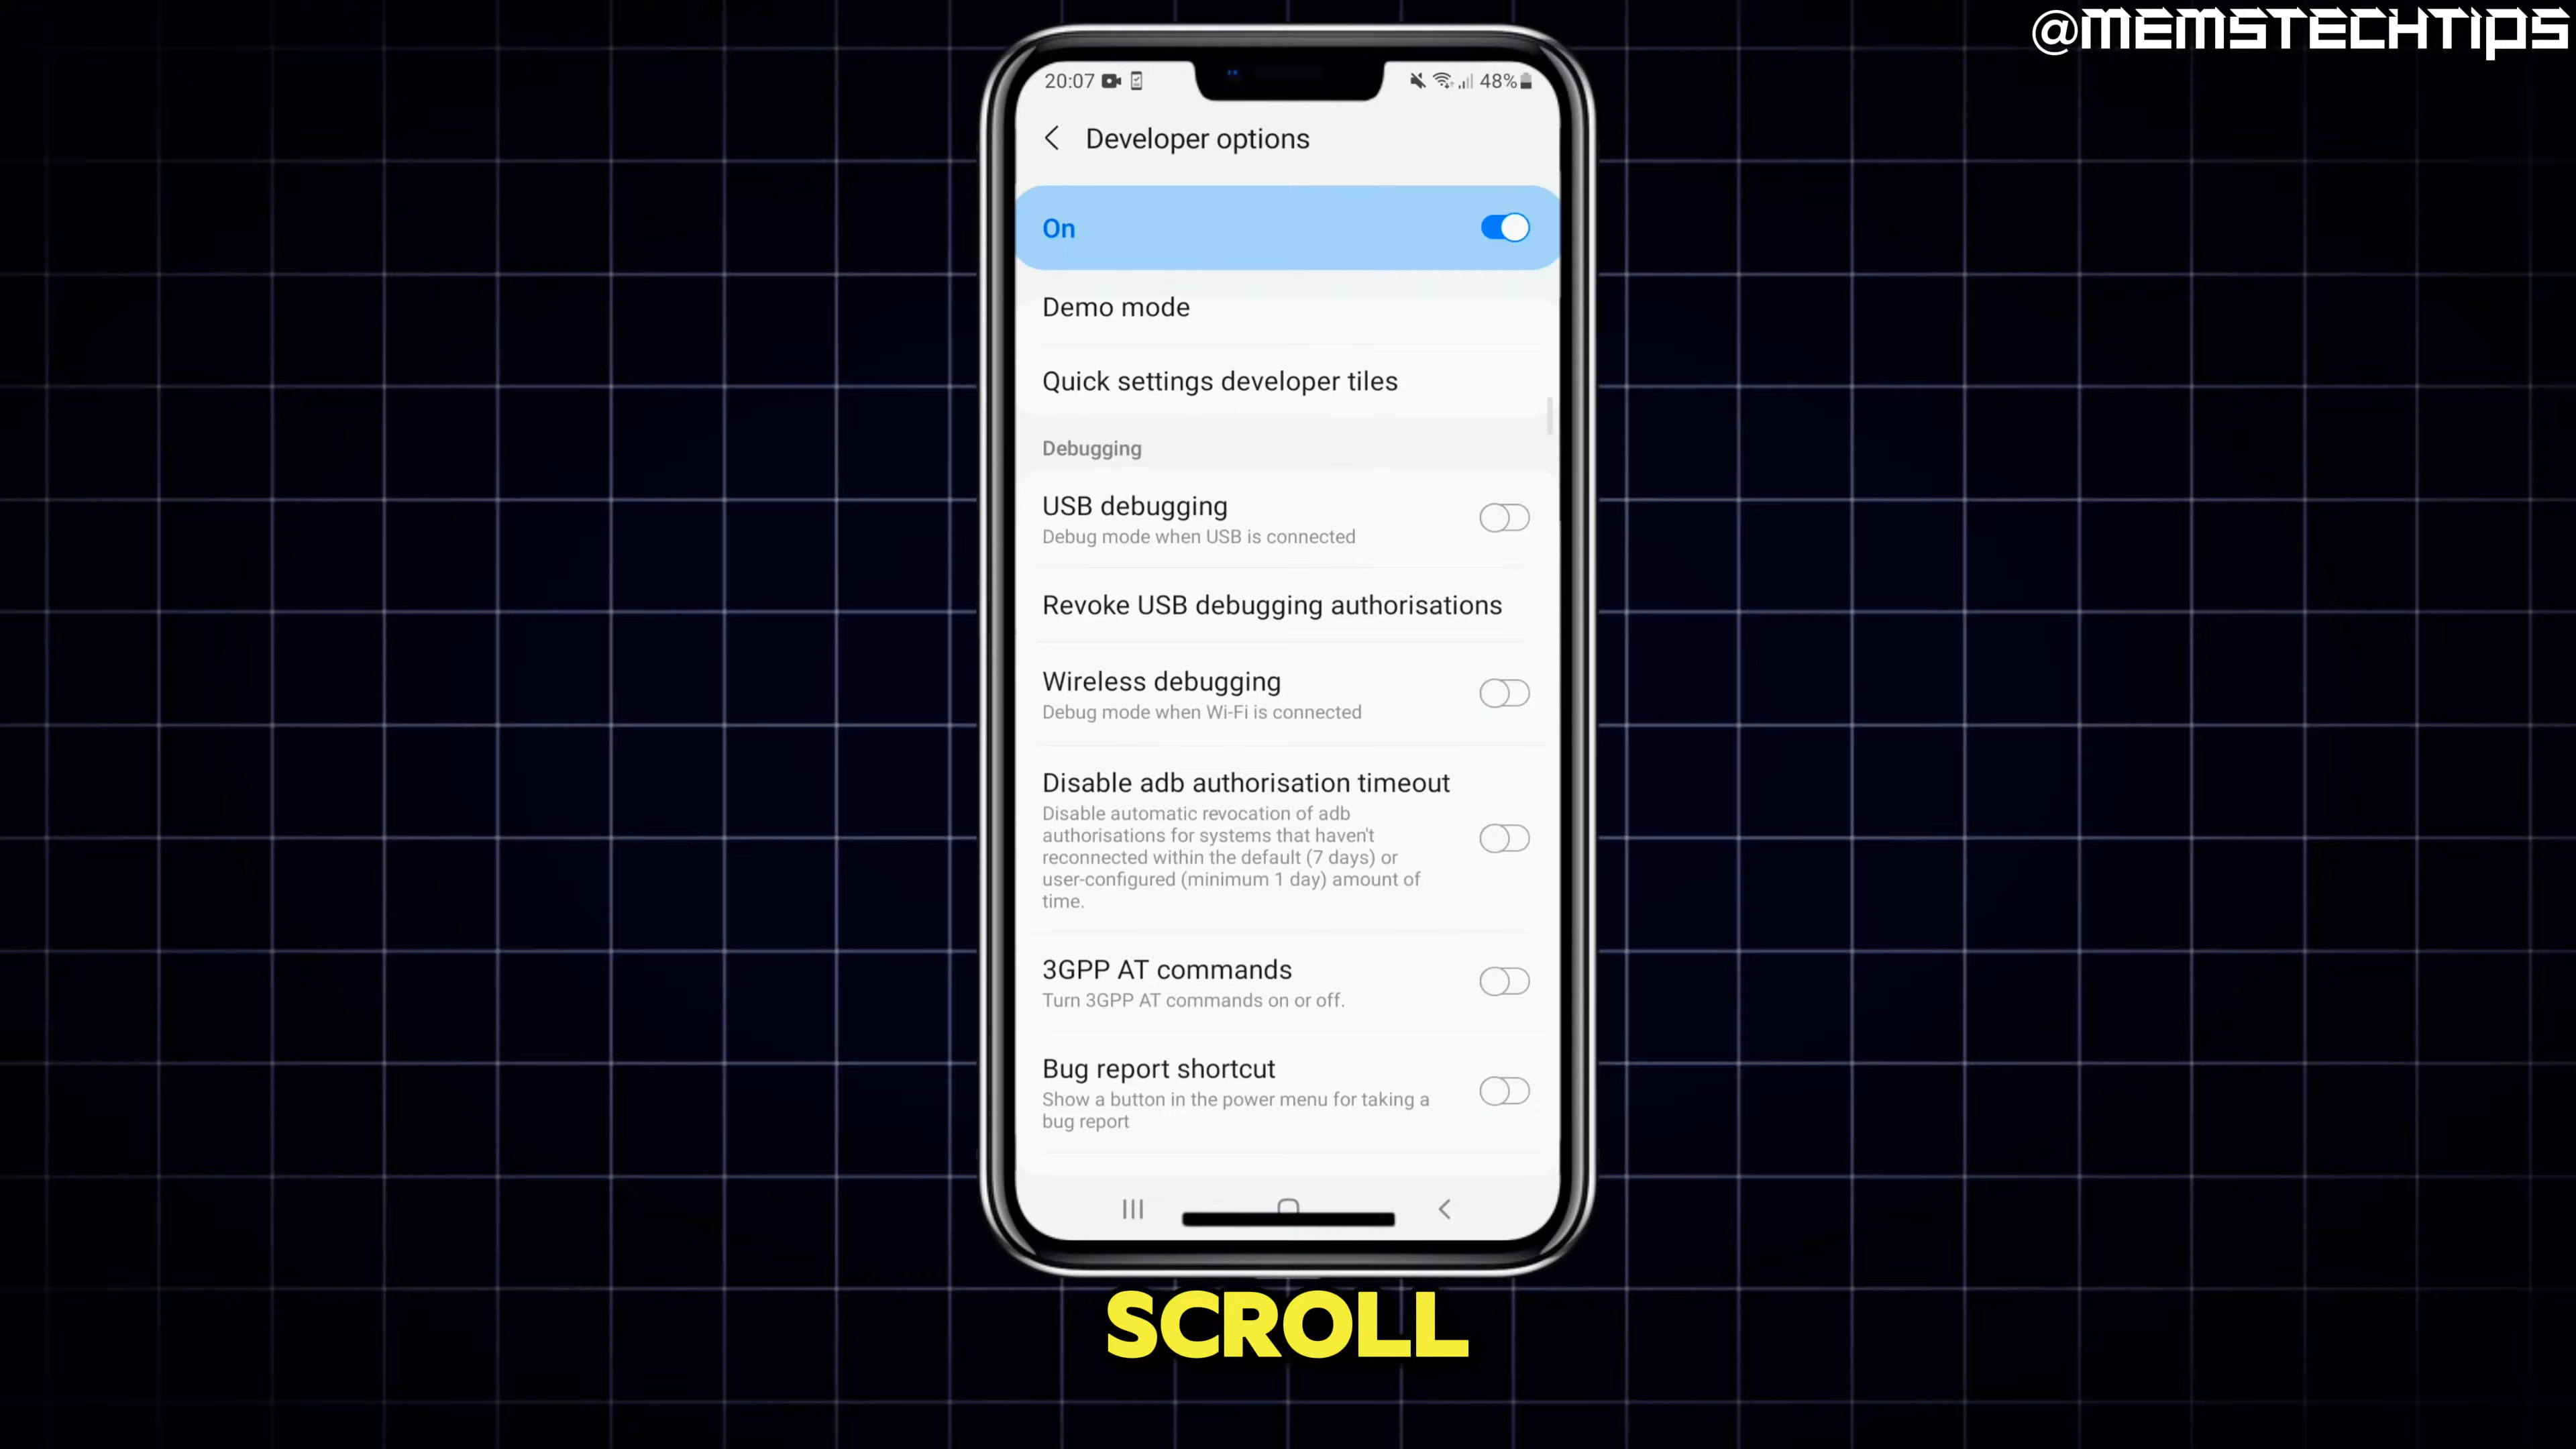 @MEMSTECHTIPS
20:07
48%
Developer options
On
Demo mode
Quick settings developer tiles
Debugging
USB debugging
Debug mode when USB is connected
Revoke USB debugging authorisations
Wireless debugging
Debug mode when Wi-Fi is connected
Disable adb authorisation timeout
Disable automatic revocation of adb
authorisations for systems that haven't
reconnected within the default (7 days) or
user-configured (minimum 1 day) amount of
time.
3GPP AT commands
Turn 3GPP AT commands on or off.
Bug report shortcut
Show a button in the power menu for taking a
bug report
SCROLL